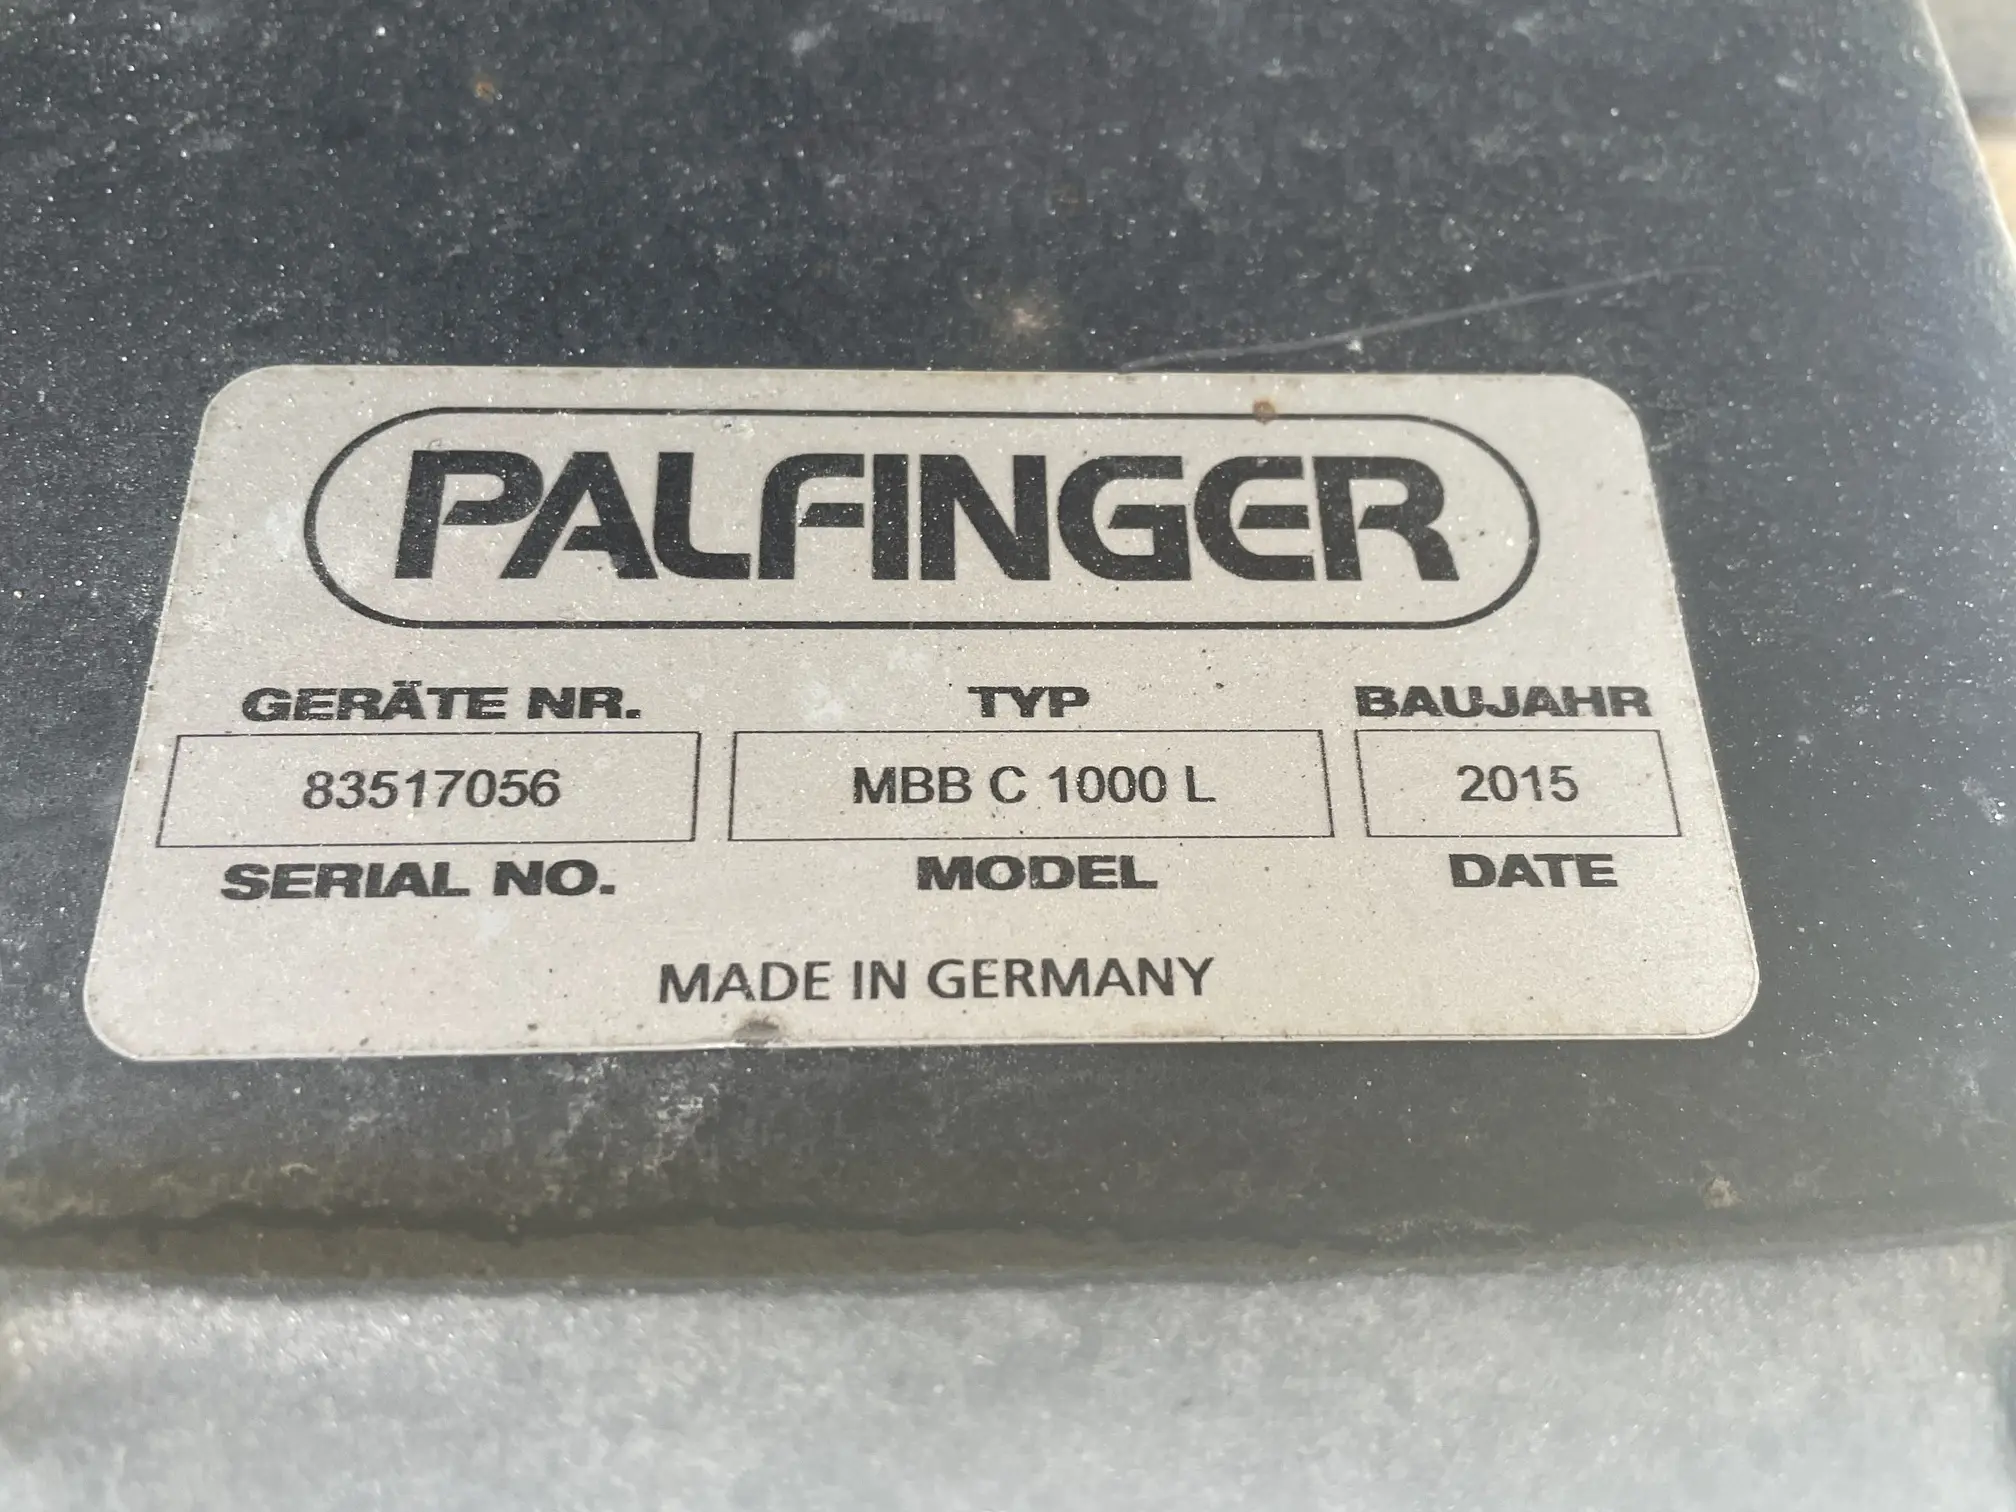 PALFINGER
GERÄTE NR. TYP BAUJAHR
83517056 MBB C 1000 L 2015
SERIAL NO. MODEL DATE
MADE IN GERMANY